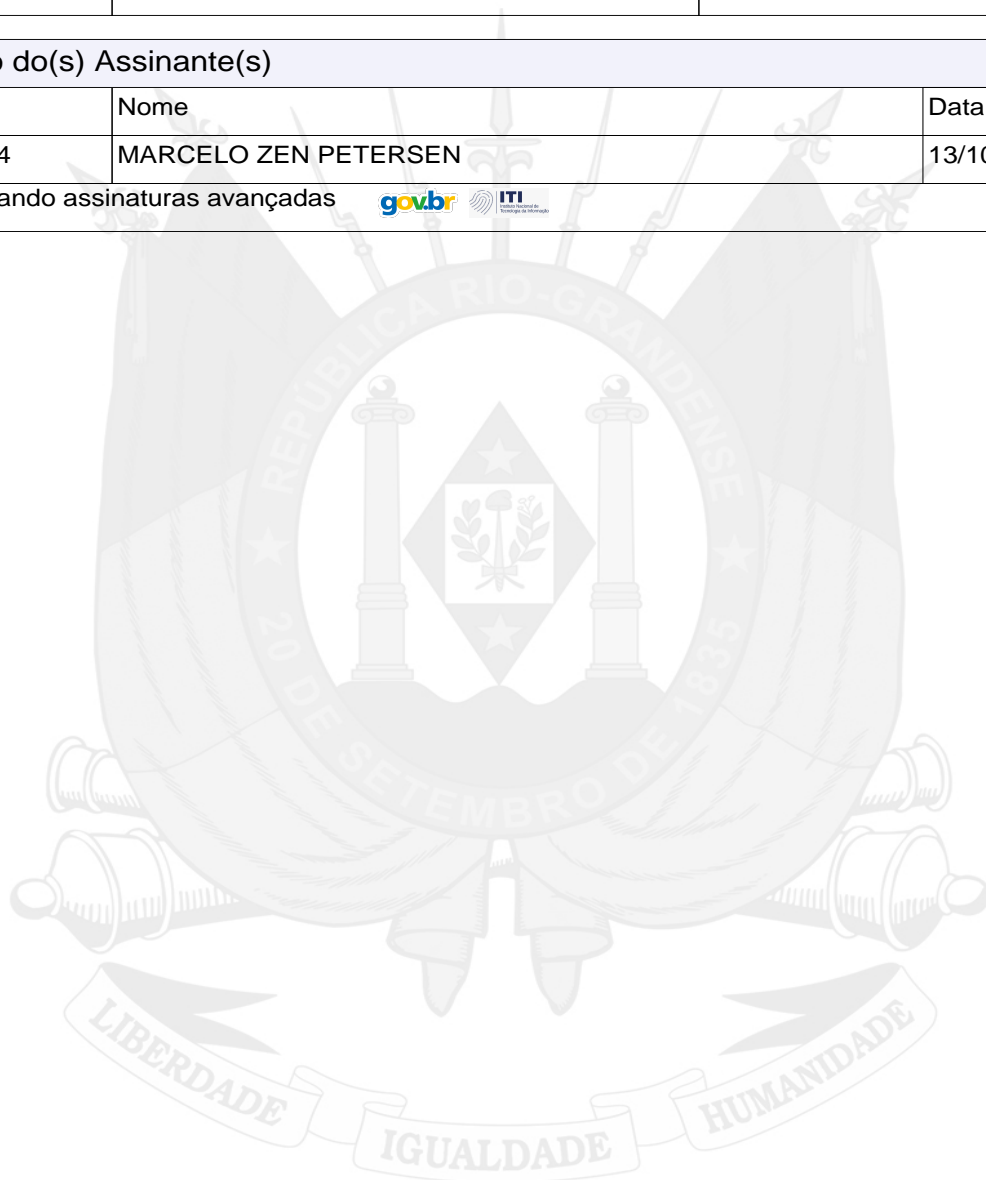 o do(s) Assinante(s)
Nome Data
4 MARCELO ZEN PETERSEN 13/10
ando assinaturas avançadas gov.br ITI
REPÚBLICA RIO-GRANDENSE
20 DE SETEMBRO DE 1835
LIBERDADE IGUALDADE HUMANIDADE